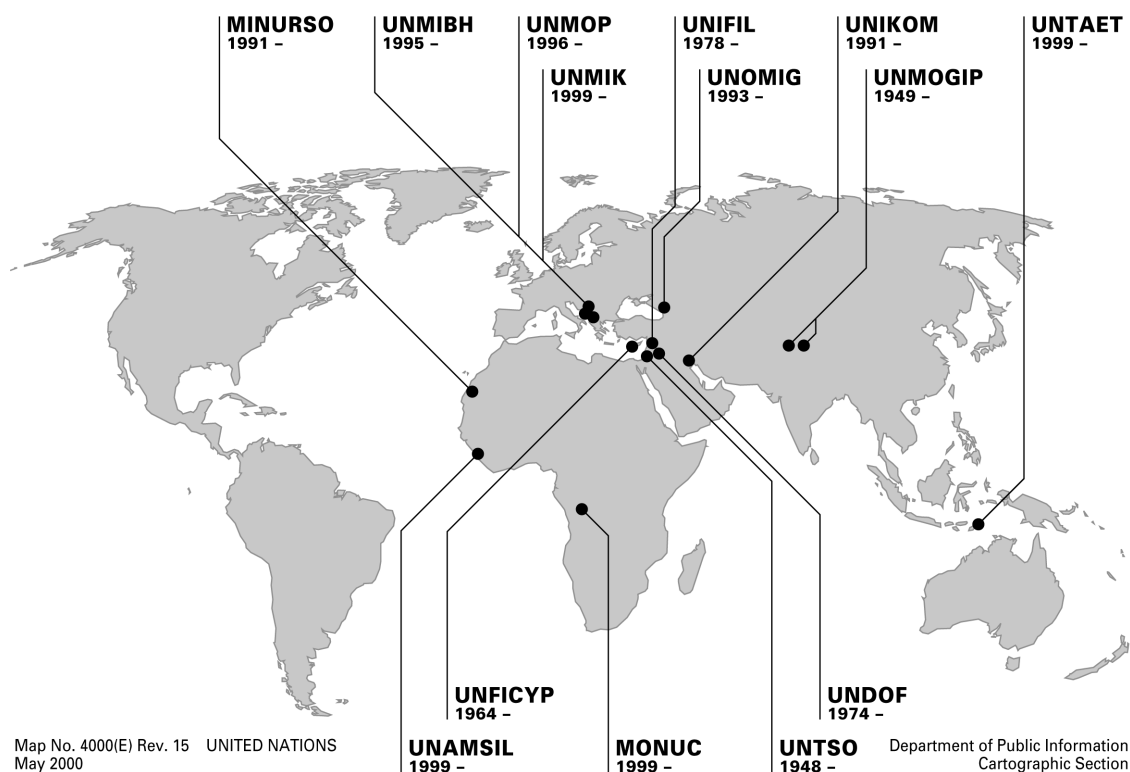 MINURSO
1991 –
UNMIBH
1995 –
UNMOP
1996 –
UNIFIL
1978 –
UNIKOM
1991 –
UNTAET
1999 –
UNMIK
1999 –
UNOMIG
1993 –
UNMOGIP
1949 –
UNFICYP
1964 –
UNDOF
1974 –
UNAMSIL
1999 –
MONUC
1999 –
UNTSO
1948 –
Map No. 4000(E) Rev. 15 UNITED NATIONS
May 2000
Department of Public Information
Cartographic Section